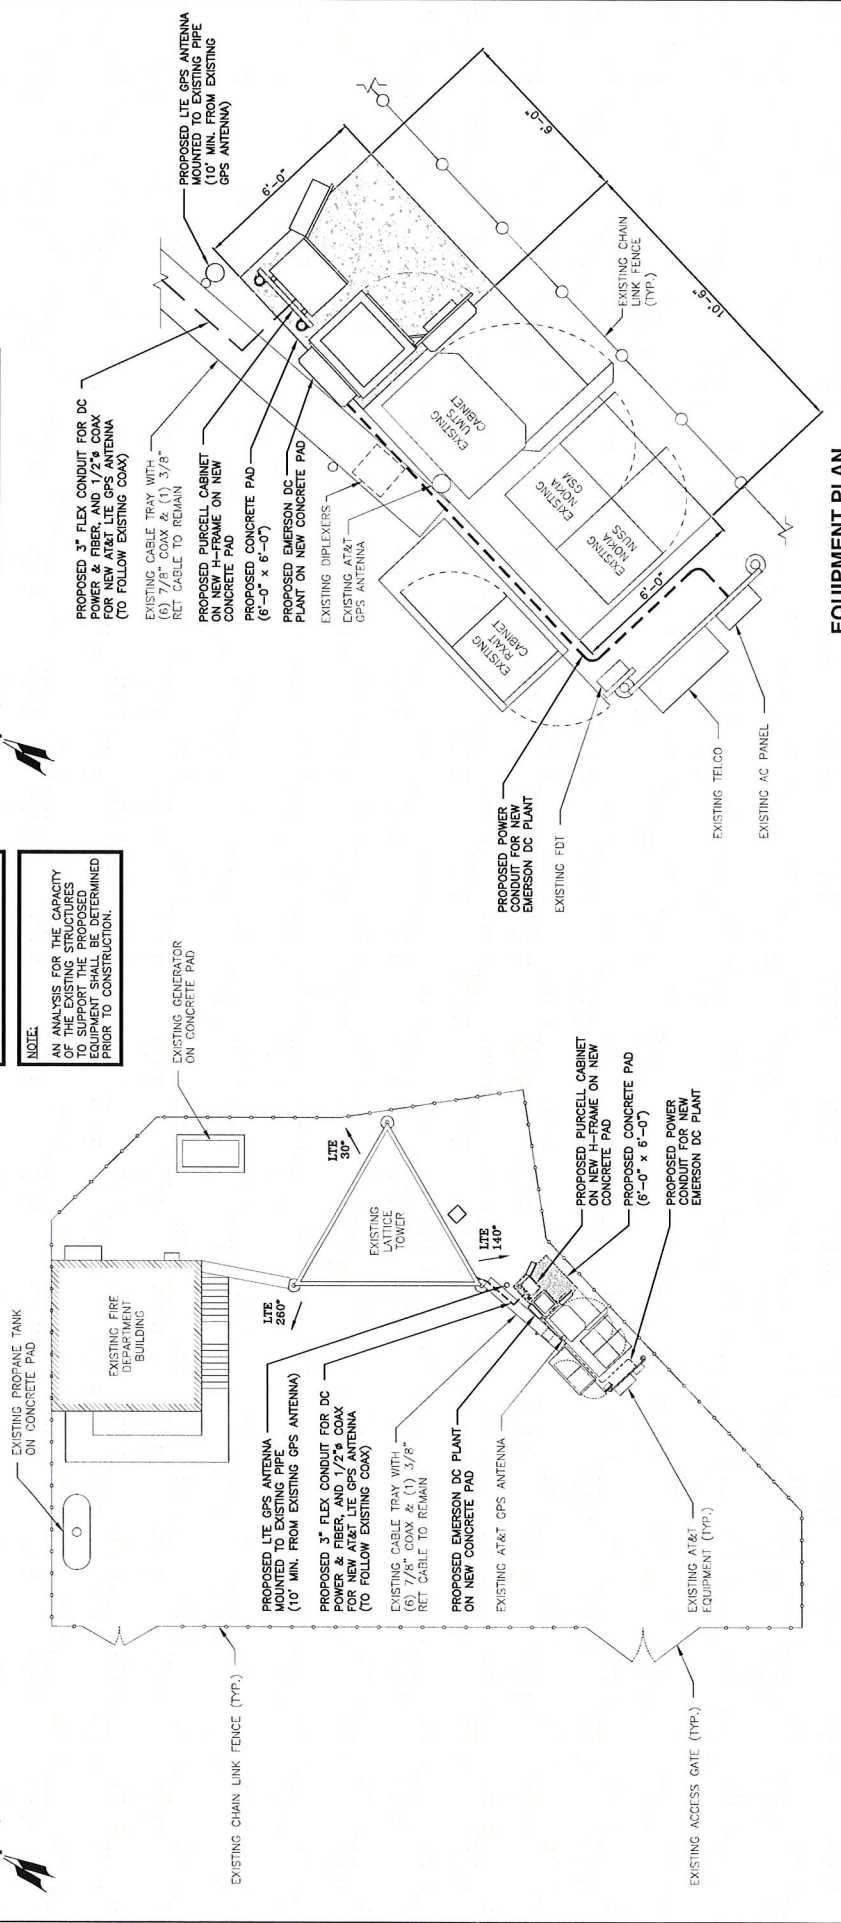 NOTE:
AN ANALYSIS FOR THE CAPACITY
OF THE EXISTING STRUCTURES
TO SUPPORT THE PROPOSED
EQUIPMENT SHALL BE DETERMINED
PRIOR TO CONSTRUCTION.
EXISTING PROPANE TANK
ON CONCRETE PAD
EXISTING FIRE
DEPARTMENT
BUILDING
EXISTING GENERATOR
ON CONCRETE PAD
EXISTING CHAIN LINK FENCE (TYP.)
LTE
260°
LTE
30°
EXISTING
LATTICE
TOWER
LTE
140°
PROPOSED LTE GPS ANTENNA
MOUNTED TO EXISTING PIPE
(10' MIN. FROM EXISTING GPS ANTENNA)
PROPOSED 3" FLEX CONDUIT FOR DC
POWER & FIBER, AND 1/2"ø COAX
FOR NEW AT&T LTE GPS ANTENNA
(TO FOLLOW EXISTING COAX)
EXISTING CABLE TRAY WITH
(6) 7/8" COAX & (1) 3/8"
RET CABLE TO REMAIN
PROPOSED EMERSON DC PLANT
ON NEW CONCRETE PAD
EXISTING AT&T GPS ANTENNA
EXISTING AT&T
EQUIPMENT (TYP.)
EXISTING ACCESS GATE (TYP.)
PROPOSED PURCELL CABINET
ON NEW H-FRAME ON NEW
CONCRETE PAD
PROPOSED CONCRETE PAD
(6'-0" x 6'-0")
PROPOSED POWER
CONDUIT FOR NEW
EMERSON DC PLANT
PROPOSED 3" FLEX CONDUIT FOR DC
POWER & FIBER, AND 1/2"ø COAX
FOR NEW AT&T LTE GPS ANTENNA
(TO FOLLOW EXISTING COAX)
EXISTING CABLE TRAY WITH
(6) 7/8" COAX & (1) 3/8"
RET CABLE TO REMAIN
PROPOSED PURCELL CABINET
ON NEW H-FRAME ON NEW
CONCRETE PAD
PROPOSED CONCRETE PAD
(6'-0" x 6'-0")
PROPOSED EMERSON DC
PLANT ON NEW CONCRETE PAD
EXISTING DIPLEXERS
EXISTING AT&T
GPS ANTENNA
PROPOSED LTE GPS ANTENNA
MOUNTED TO EXISTING PIPE
(10' MIN. FROM EXISTING
GPS ANTENNA)
6'-0"
6'-0"
10'-6"
6'-0"
EXISTING CHAIN
LINK FENCE
(TYP.)
EXISTING
UMTS
CABINET
EXISTING
NOKIA
GSM
EXISTING
NOKIA
NUSS
EXISTING
RXAIT
CABINET
PROPOSED POWER
CONDUIT FOR NEW
EMERSON DC PLANT
EXISTING FDT
EXISTING TELCO
EXISTING AC PANEL
EQUIPMENT PLAN